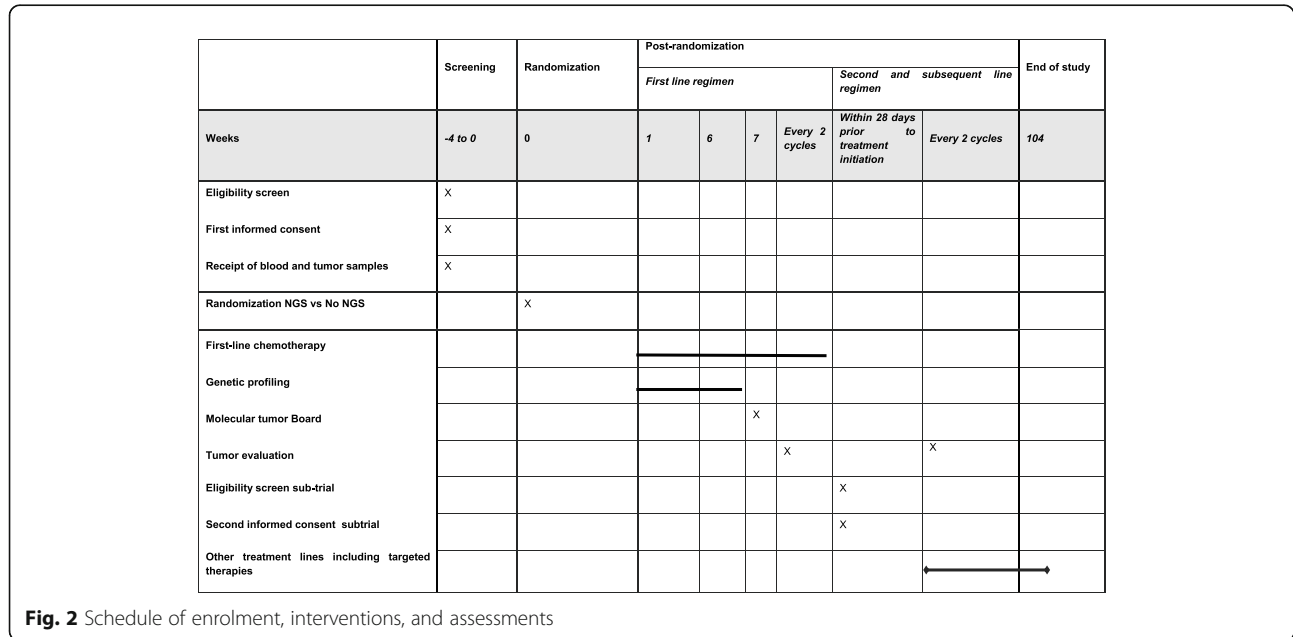 Screening
Randomization
Post-randomization
End of study
First line regimen
Second and subsequent line
regimen
Weeks
-4 to 0
0
1
6
7
Every 2
cycles
Within 28 days
prior to
treatment
initiation
Every 2 cycles
104
Eligibility screen
X
First informed consent
X
Receipt of blood and tumor samples
X
Randomization NGS vs No NGS
X
First-line chemotherapy
Genetic profiling
Molecular tumor Board
X
Tumor evaluation
X
X
Eligibility screen sub-trial
X
Second informed consent subtrial
X
Other treatment lines including targeted
therapies
Fig. 2 Schedule of enrolment, interventions, and assessments